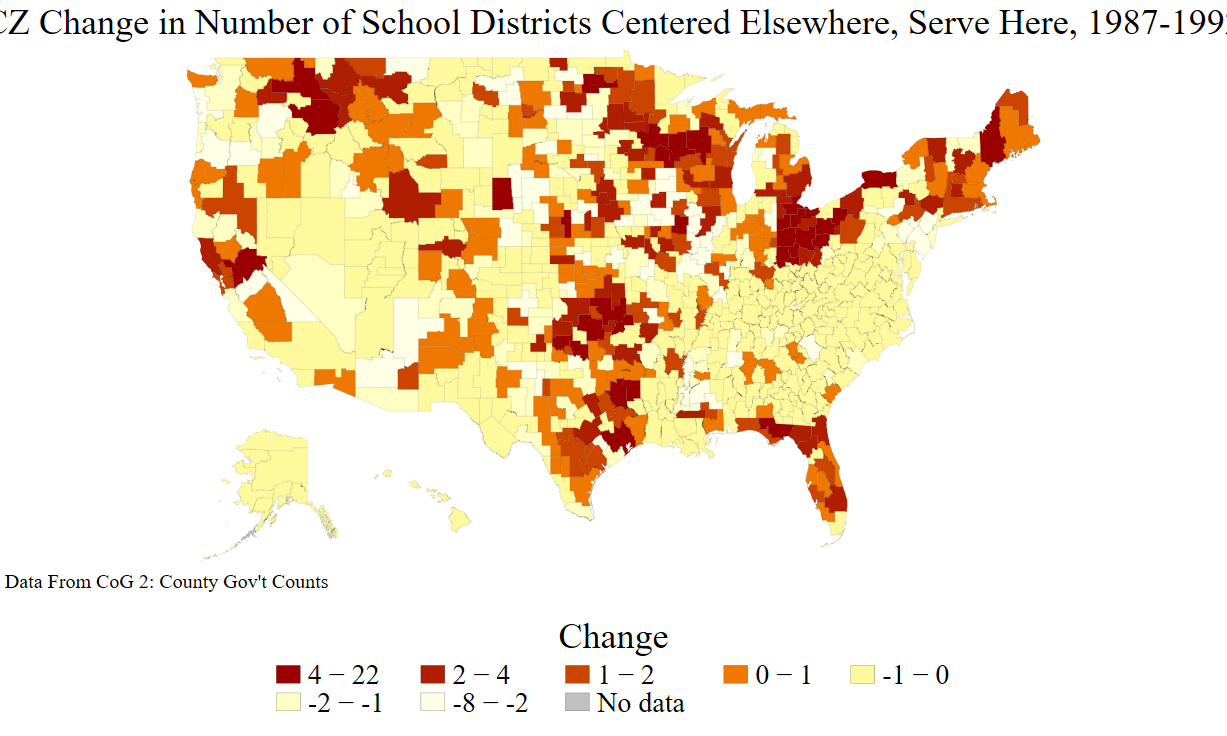 CZ Change in Number of School Districts Centered Elsewhere, Serve Here, 1987-199
Data From CoG 2: County Gov't Counts
Change
4 − 22 2 − 4 1 − 2 0 − 1 -1 − 0
-2 − -1 -8 − -2 No data